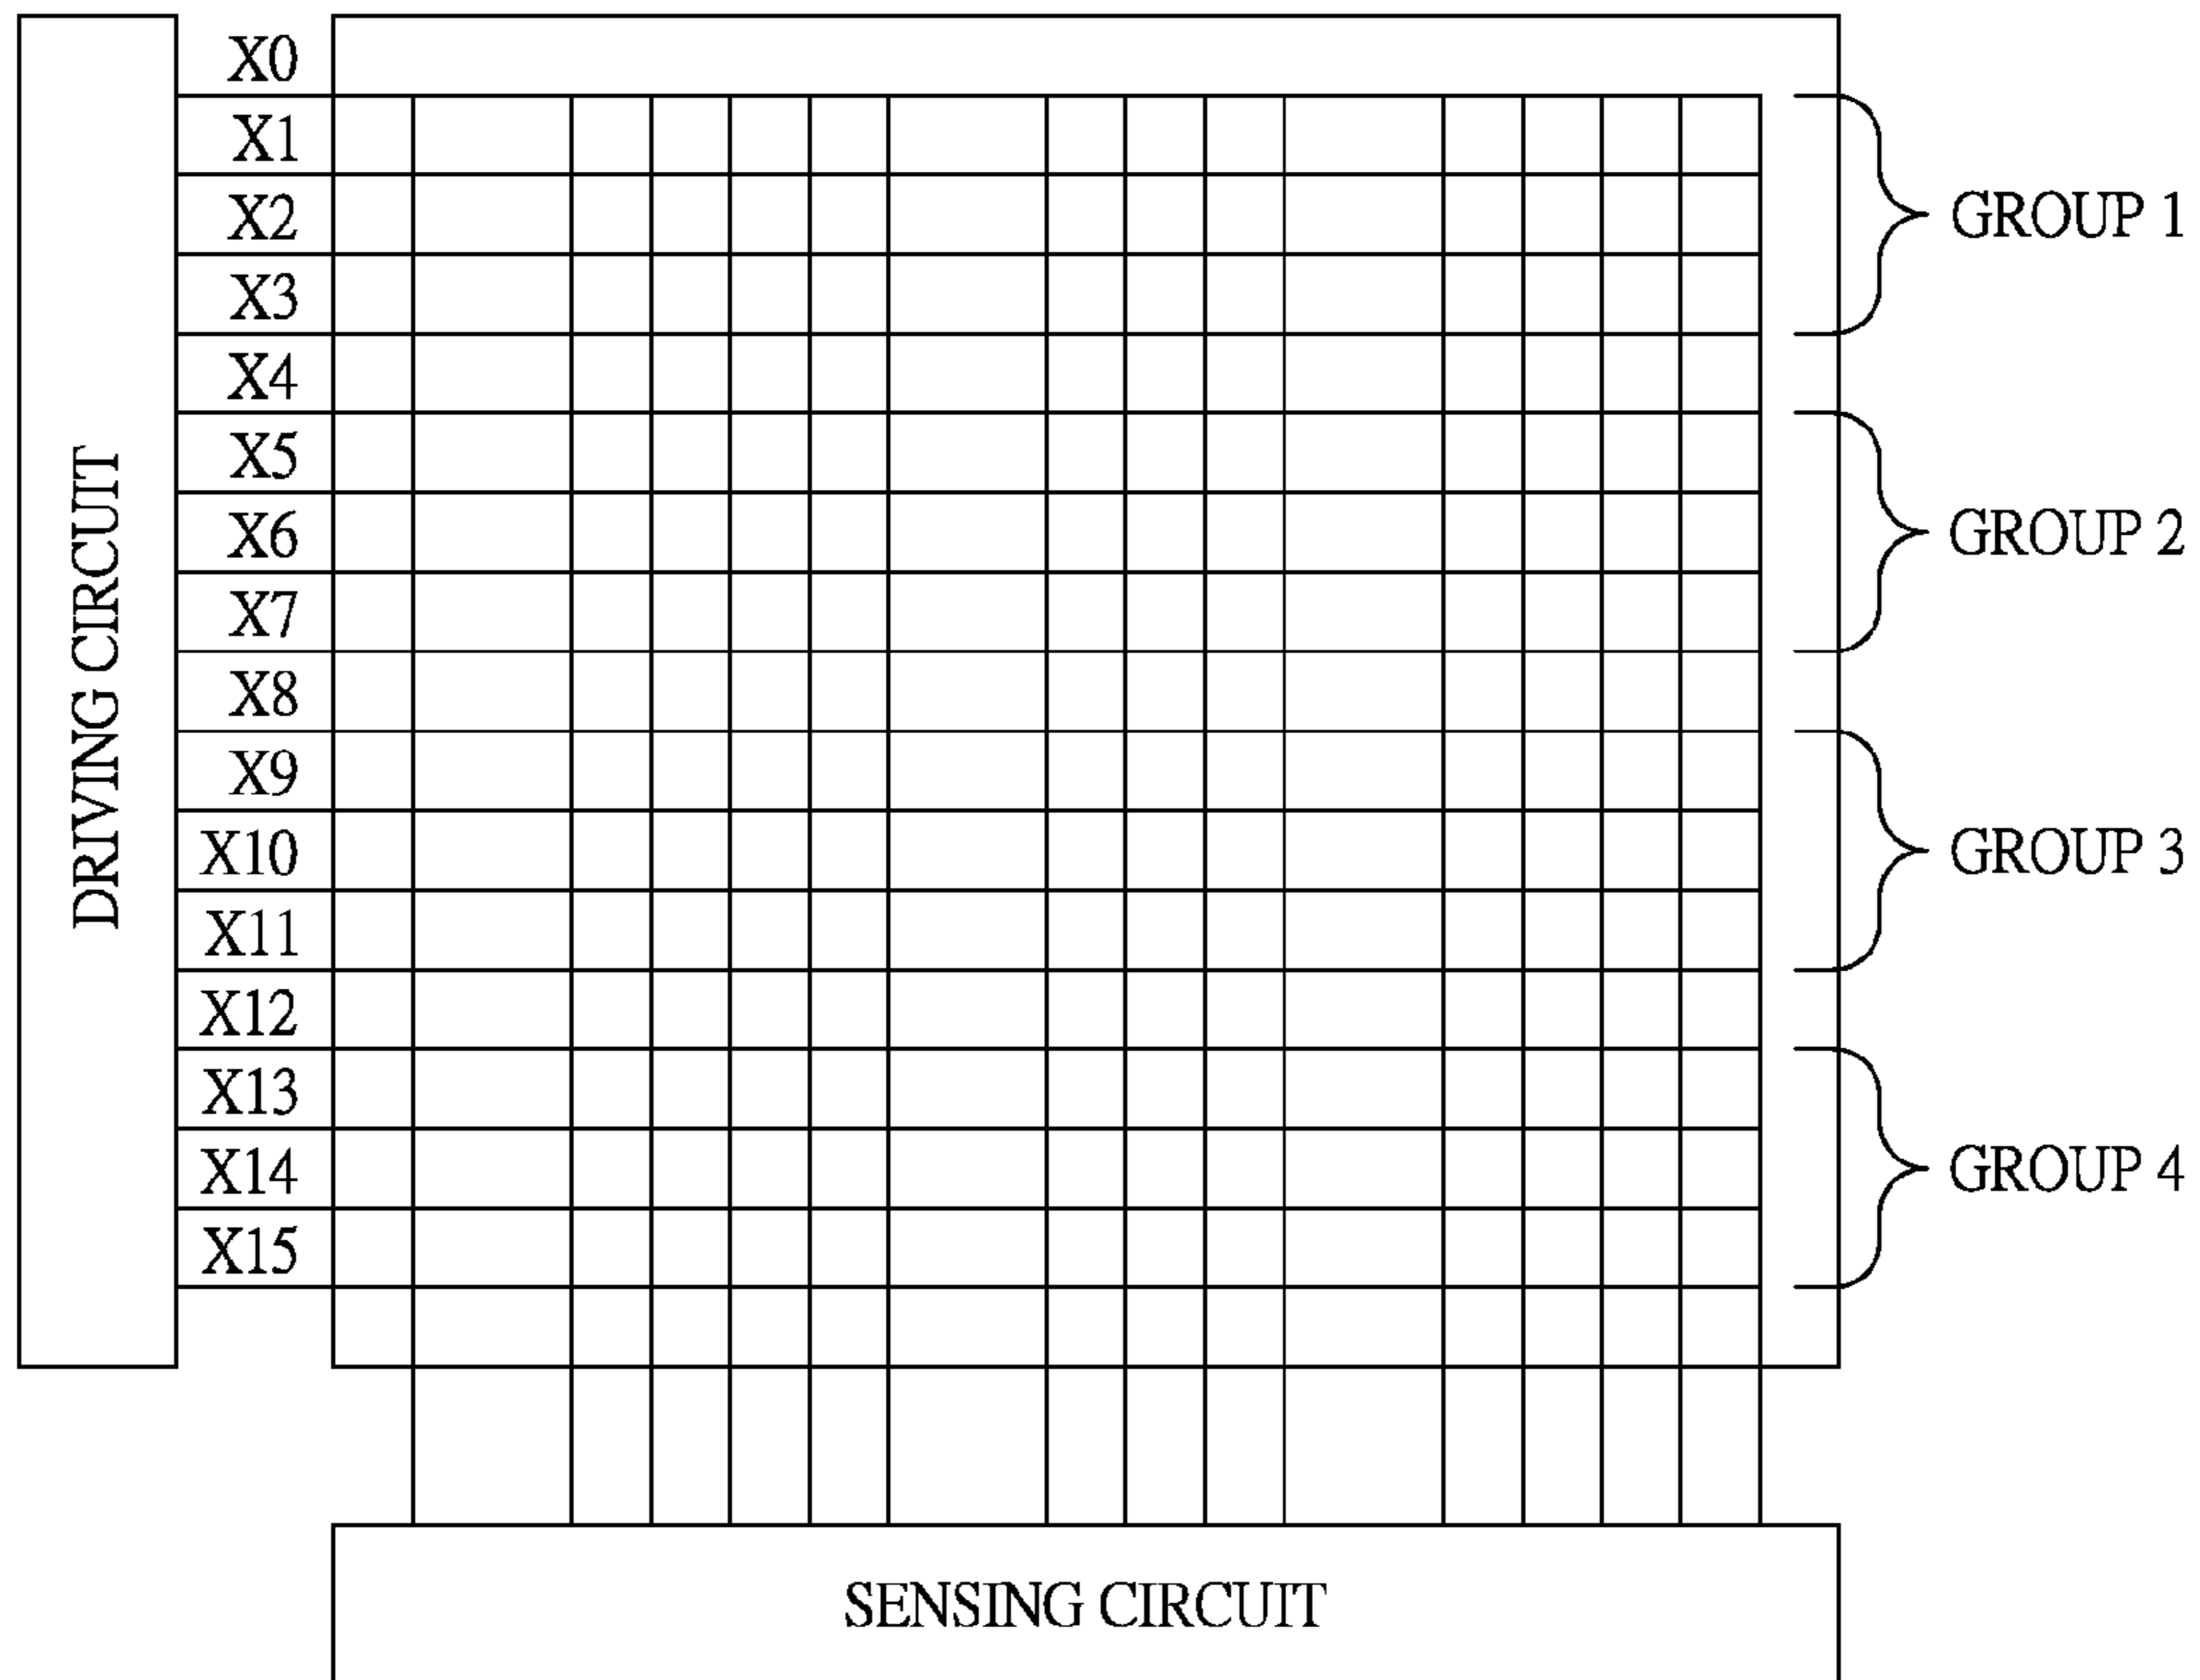 DRIVING CIRCUIT
X0
X1
X2
X3
X4
X5
X6
X7
X8
X9
X10
X11
X12
X13
X14
X15
GROUP 1
GROUP 2
GROUP 3
GROUP 4
SENSING CIRCUIT